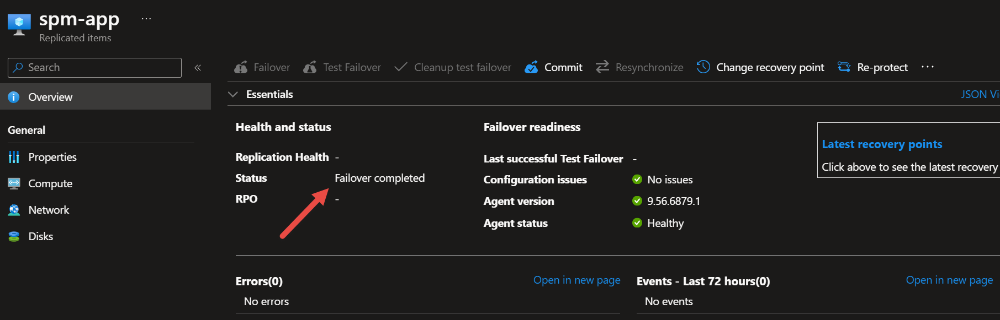 spm-app ...
Replicated items
Search «
Failover Test Failover Cleanup test failover Commit Resynchronize Change recovery point Re-protect ...
Overview
Essentials
JSON Vi
General
Properties
Compute
Network
Disks
Health and status
Replication Health -
Status Failover completed
RPO -
Failover readiness
Last successful Test Failover -
Configuration issues No issues
Agent version 9.56.6879.1
Agent status Healthy
Latest recovery points
Click above to see the latest recovery
Errors(0) Open in new page
No errors
Events - Last 72 hours(0) Open in new page
No events